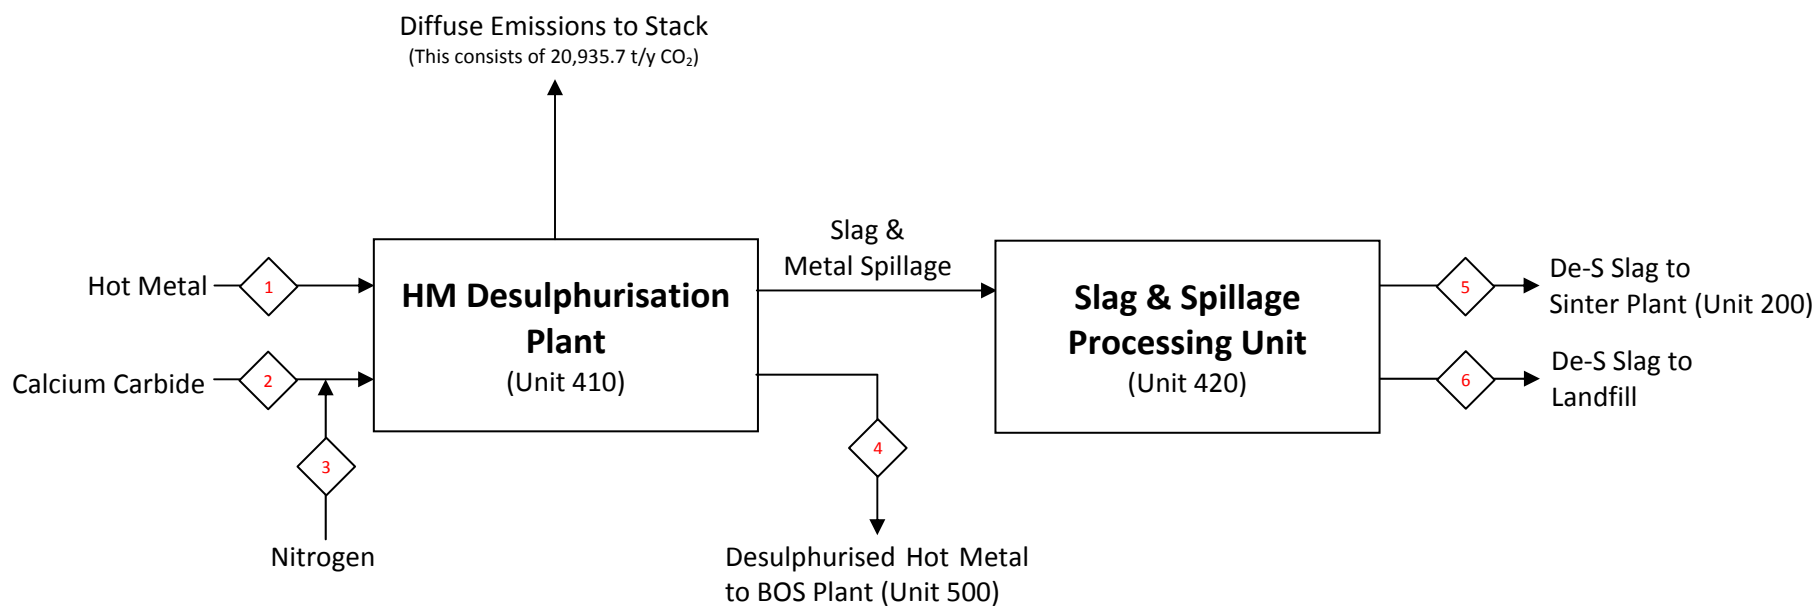 Diffuse Emissions to Stack
(This consists of 20,935.7 t/y CO₂)
Hot Metal
1
HM Desulphurisation
Plant
(Unit 410)
Calcium Carbide
2
3
Nitrogen
Slag &
Metal Spillage
4
Desulphurised Hot Metal
to BOS Plant (Unit 500)
Slag & Spillage
Processing Unit
(Unit 420)
5
De-S Slag to
Sinter Plant (Unit 200)
6
De-S Slag to
Landfill